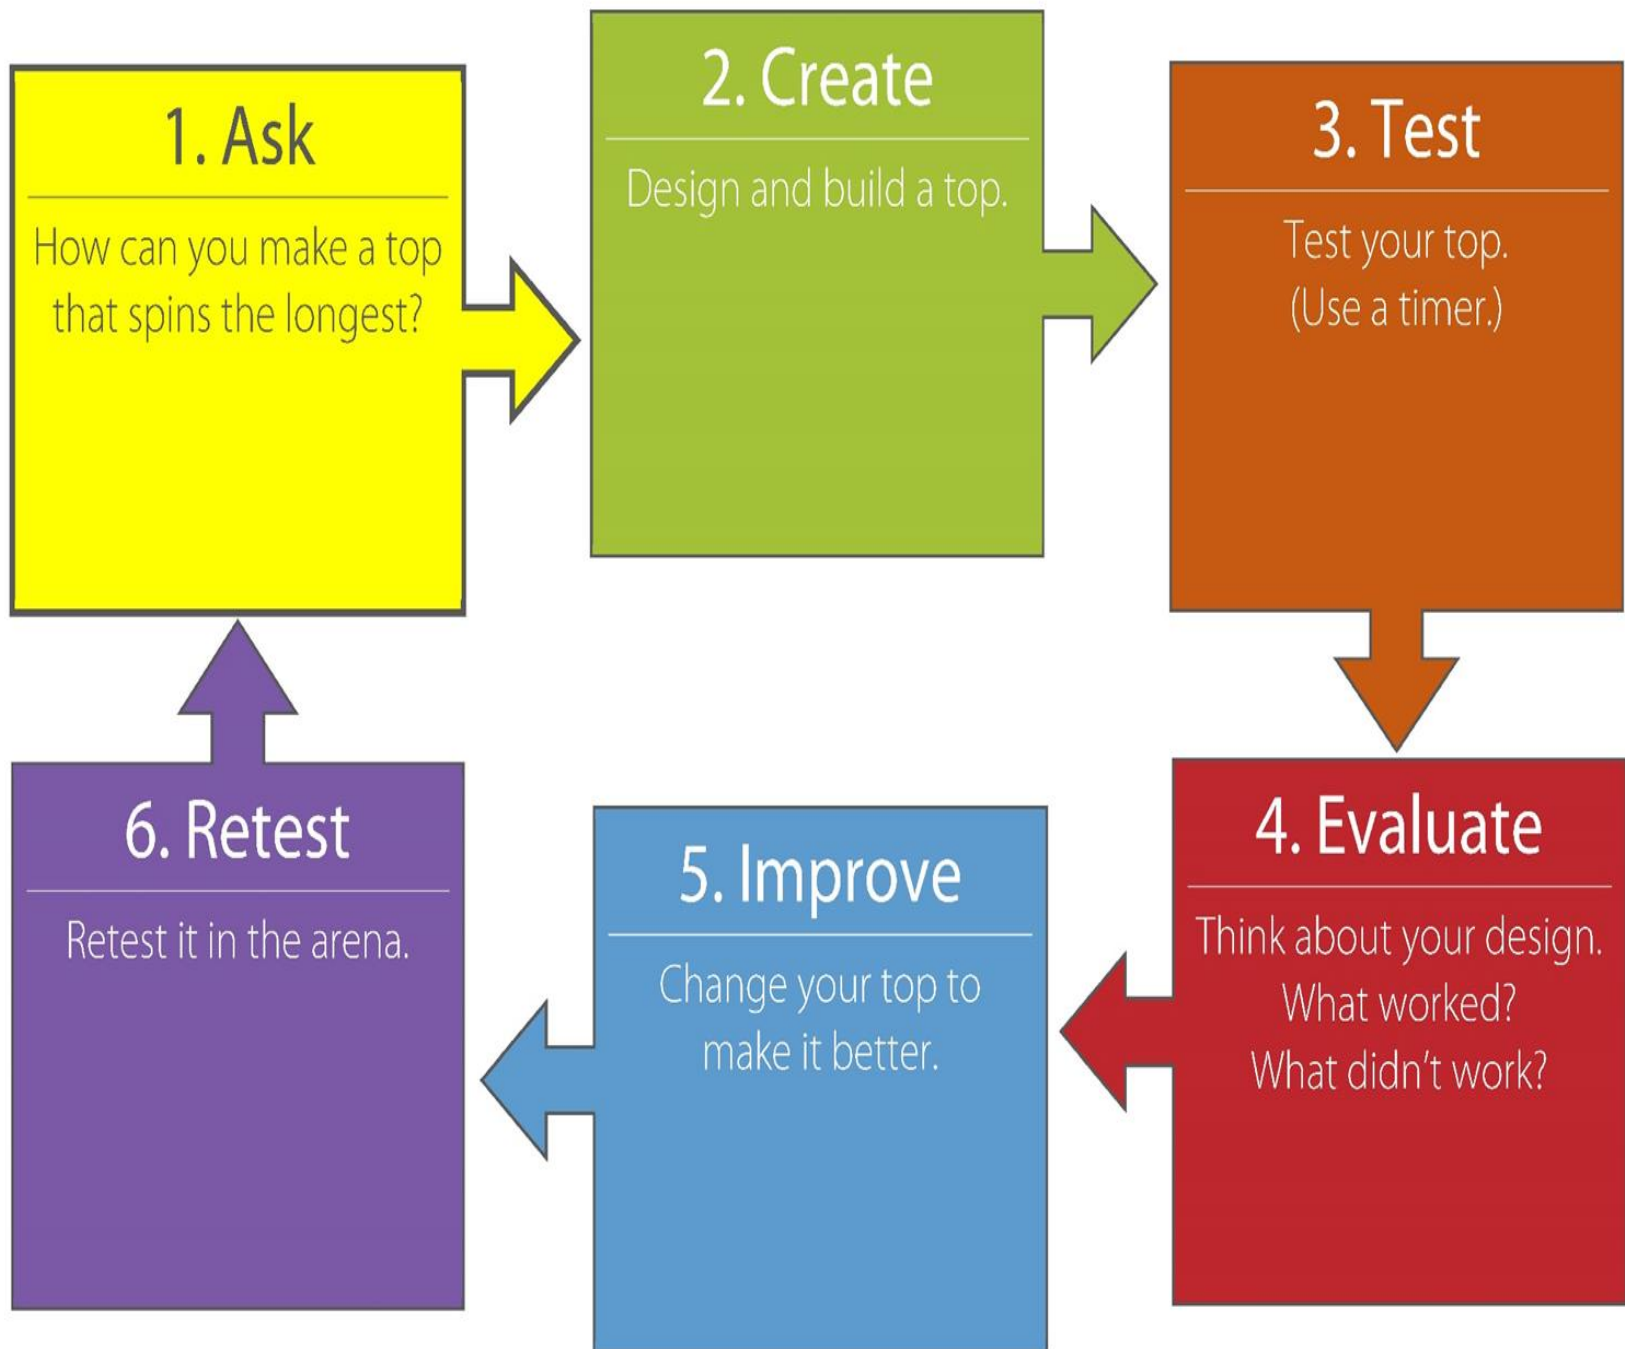 1. Ask
How can you make a top
that spins the longest?
2. Create
Design and build a top.
3. Test
Test your top.
(Use a timer.)
4. Evaluate
Think about your design.
What worked?
What didn’t work?
5. Improve
Change your top to
make it better.
6. Retest
Retest it in the arena.